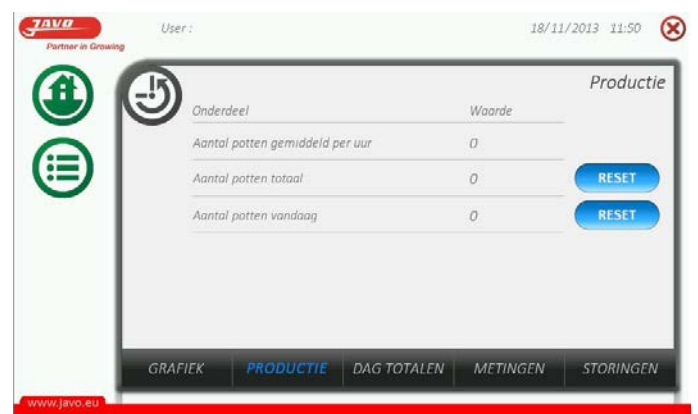 JAVO
Partner in Growing
User :
18/11/2013 11:50
Productie
Onderdeel Waarde
Aantal potten gemiddeld per uur 0
Aantal potten totaal 0 RESET
Aantal potten vandaag 0 RESET
GRAFIEK PRODUCTIE DAG TOTALEN METINGEN STORINGEN
www.javo.eu